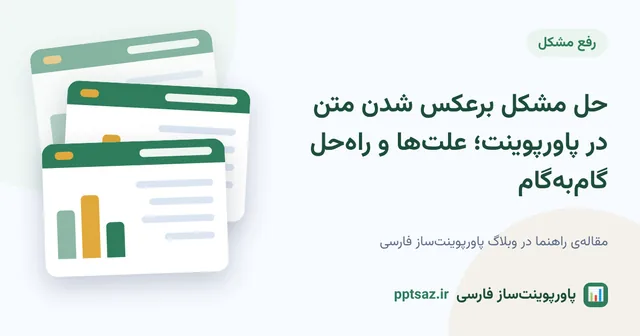 رفع مشکل
حل مشکل برعکس شدن متن
در پاورپوینت؛ علت‌ها و راه‌حل
گام‌به‌گام
مقاله‌ی راهنما در وبلاگ پاورپوینت‌ساز فارسی
پاورپوینت‌ساز فارسی pptsaz.ir